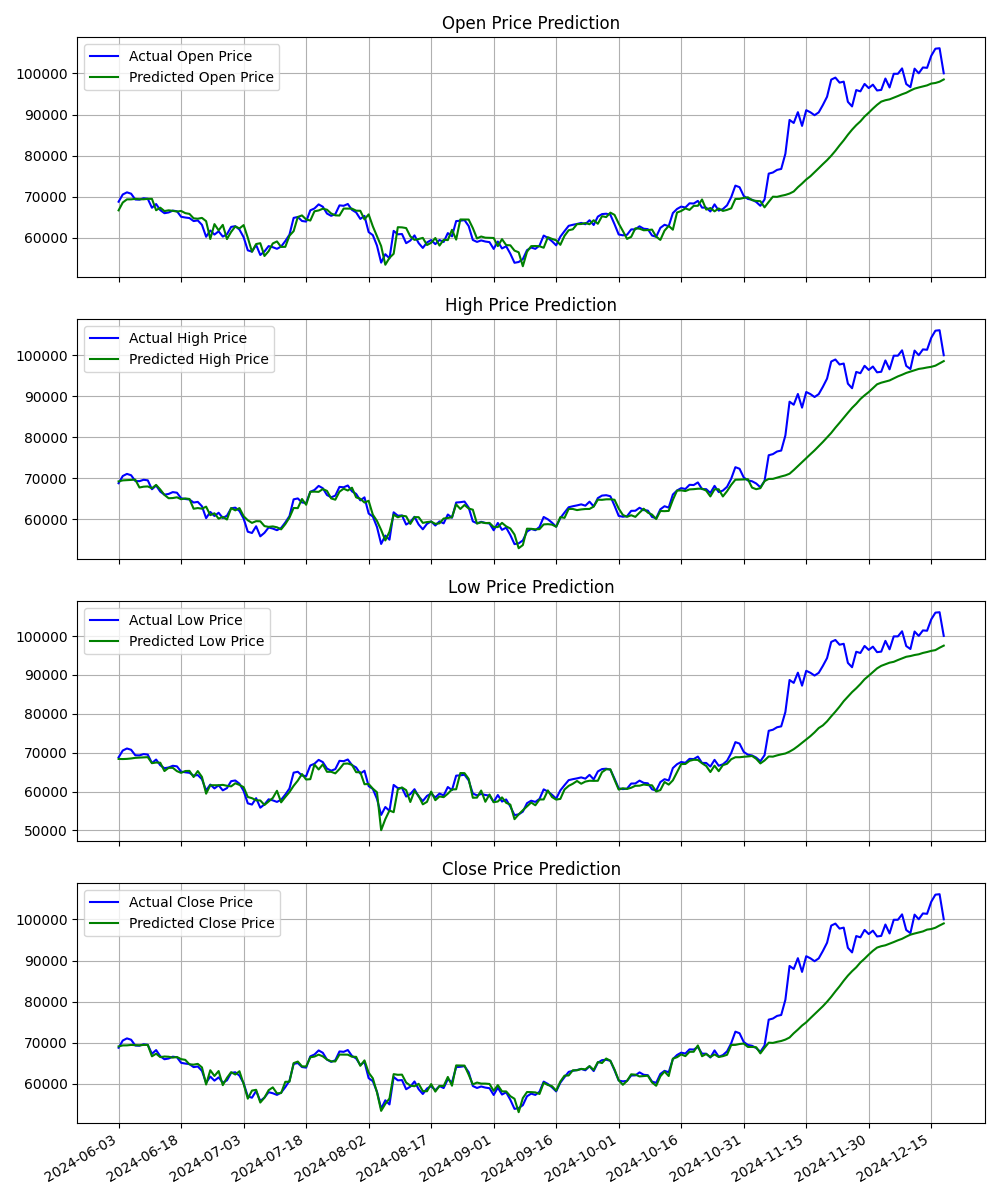 Open Price Prediction
Actual Open Price
Predicted Open Price
100000
90000
80000
70000
60000
High Price Prediction
Actual High Price
Predicted High Price
100000
90000
80000
70000
60000
Low Price Prediction
Actual Low Price
Predicted Low Price
100000
90000
80000
70000
60000
50000
Close Price Prediction
Actual Close Price
Predicted Close Price
100000
90000
80000
70000
60000
2024-06-03
2024-06-18
2024-07-03
2024-07-18
2024-08-02
2024-08-17
2024-09-01
2024-09-16
2024-10-01
2024-10-16
2024-10-31
2024-11-15
2024-11-30
2024-12-15